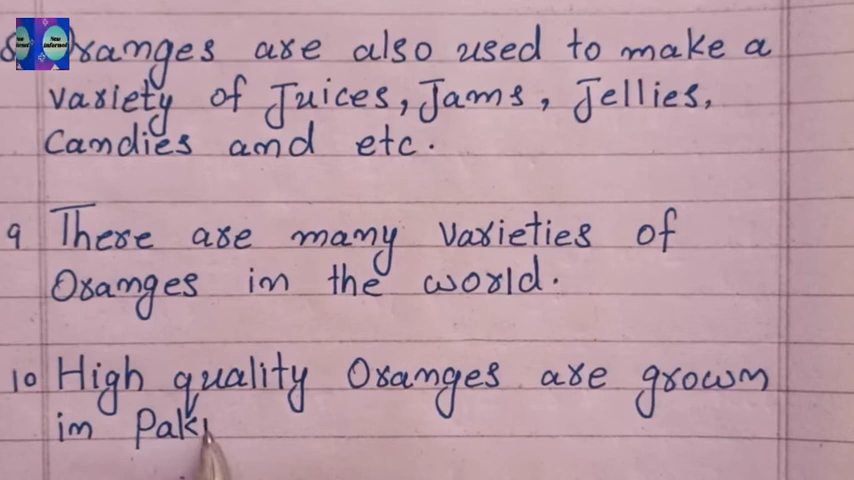 8 Oranges are also used to make a
variety of Juices, Jams, Jellies,
Candies and etc.
9 There are many varieties of
Oranges in the world.
10 High quality Oranges are grown
in Pak